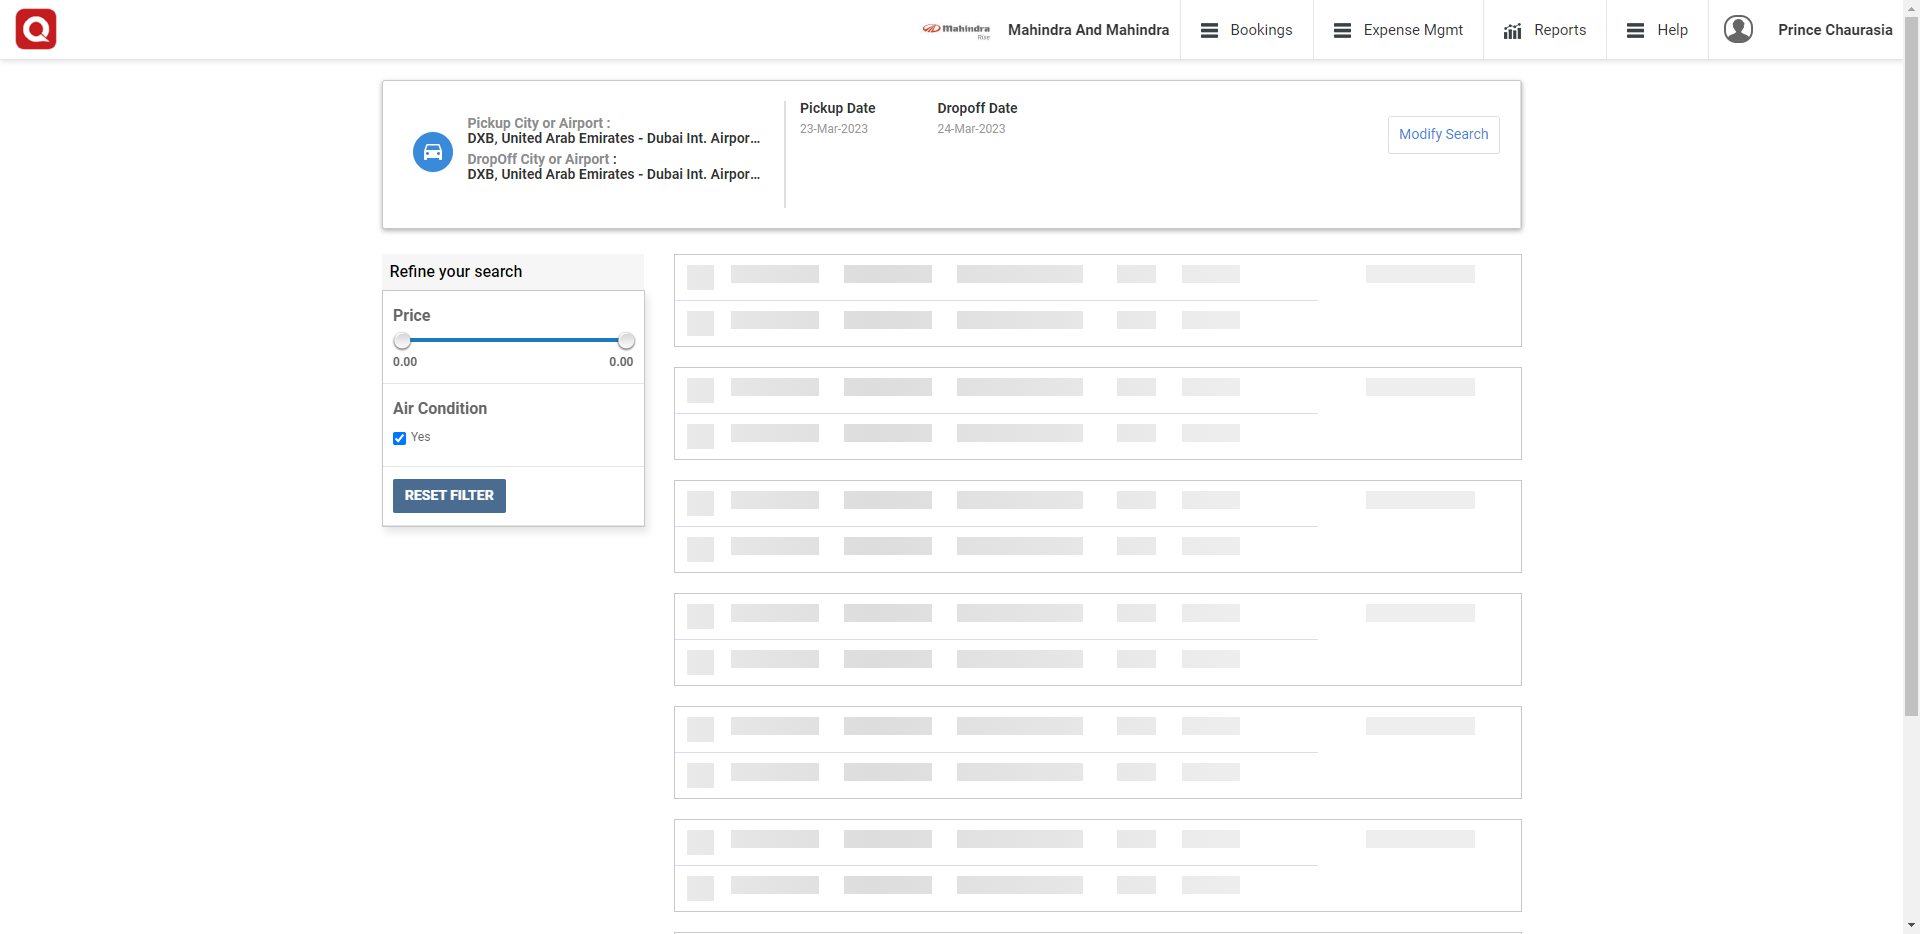 Q
Mahindra
Rise
Mahindra And Mahindra
Bookings
Expense Mgmt
Reports
Help
Prince Chaurasia
Pickup City or Airport :
DXB, United Arab Emirates - Dubai Int. Airpor...
DropOff City or Airport :
DXB, United Arab Emirates - Dubai Int. Airpor...
Pickup Date
23-Mar-2023
Dropoff Date
24-Mar-2023
Modify Search
Refine your search
Price
0.00 0.00
Air Condition
Yes
RESET FILTER